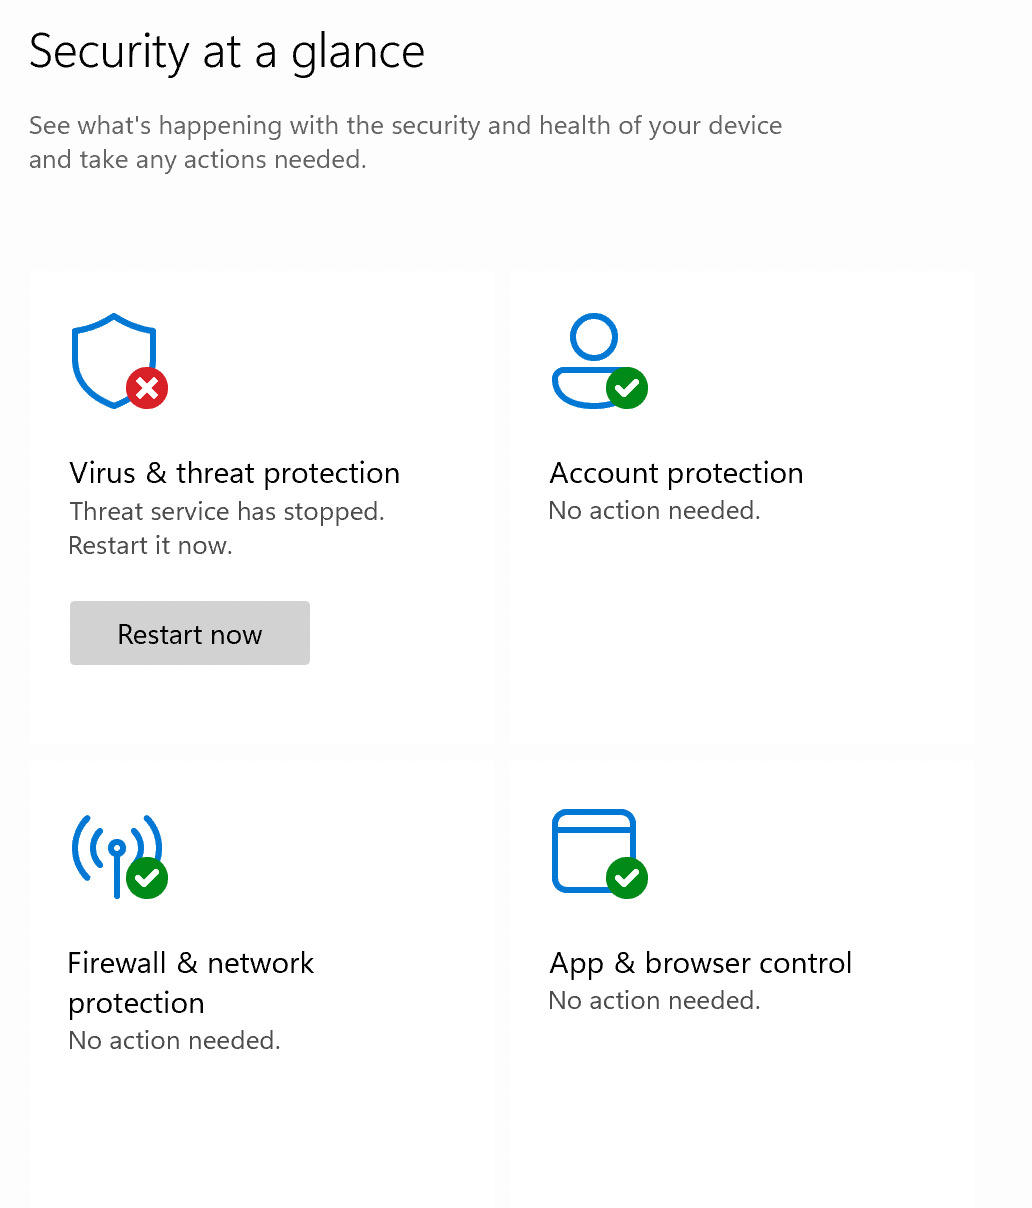 Security at a glance
See what's happening with the security and health of your device
and take any actions needed.
Virus & threat protection
Threat service has stopped.
Restart it now.
Restart now
Account protection
No action needed.
Firewall & network
protection
No action needed.
App & browser control
No action needed.